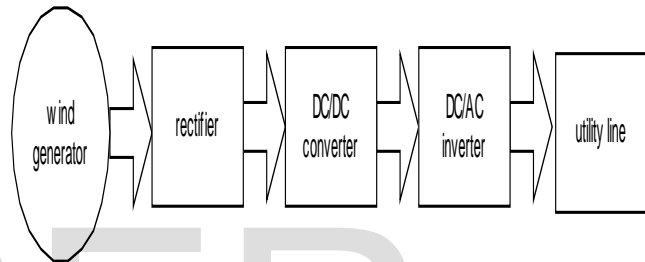 wind
generator
rectifier
DC/DC
converter
DC/AC
inverter
utility line